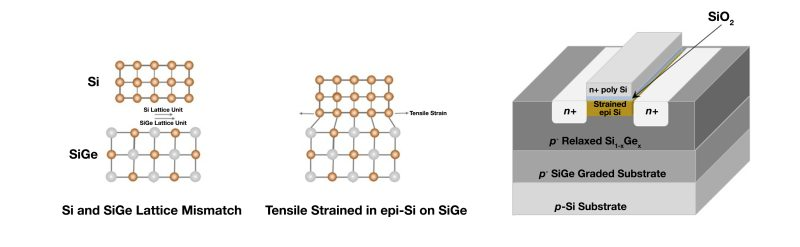 Si
Si Lattice Unit
SiGe Lattice Unit
SiGe
Si and SiGe Lattice Mismatch
Tensile Strain
Tensile Strained in epi-Si on SiGe
SiO₂
n+ poly Si
n+
Strained
epi Si
n+
p⁻ Relaxed Si₁₋ₓGeₓ
p⁻ SiGe Graded Substrate
p-Si Substrate